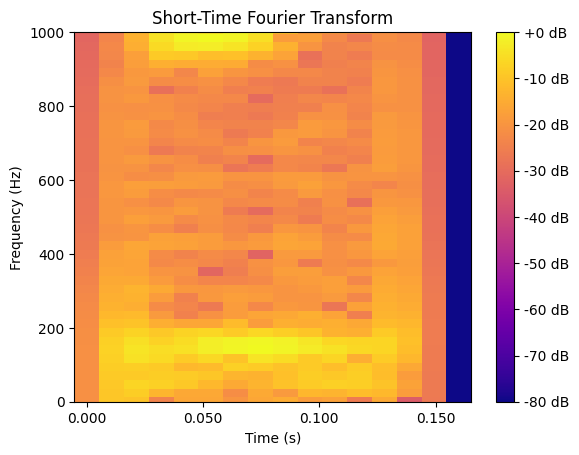 Short-Time Fourier Transform
1000
800
600
400
200
0
Frequency (Hz)
0.000
0.050
0.100
0.150
Time (s)
+0 dB
-10 dB
-20 dB
-30 dB
-40 dB
-50 dB
-60 dB
-70 dB
-80 dB